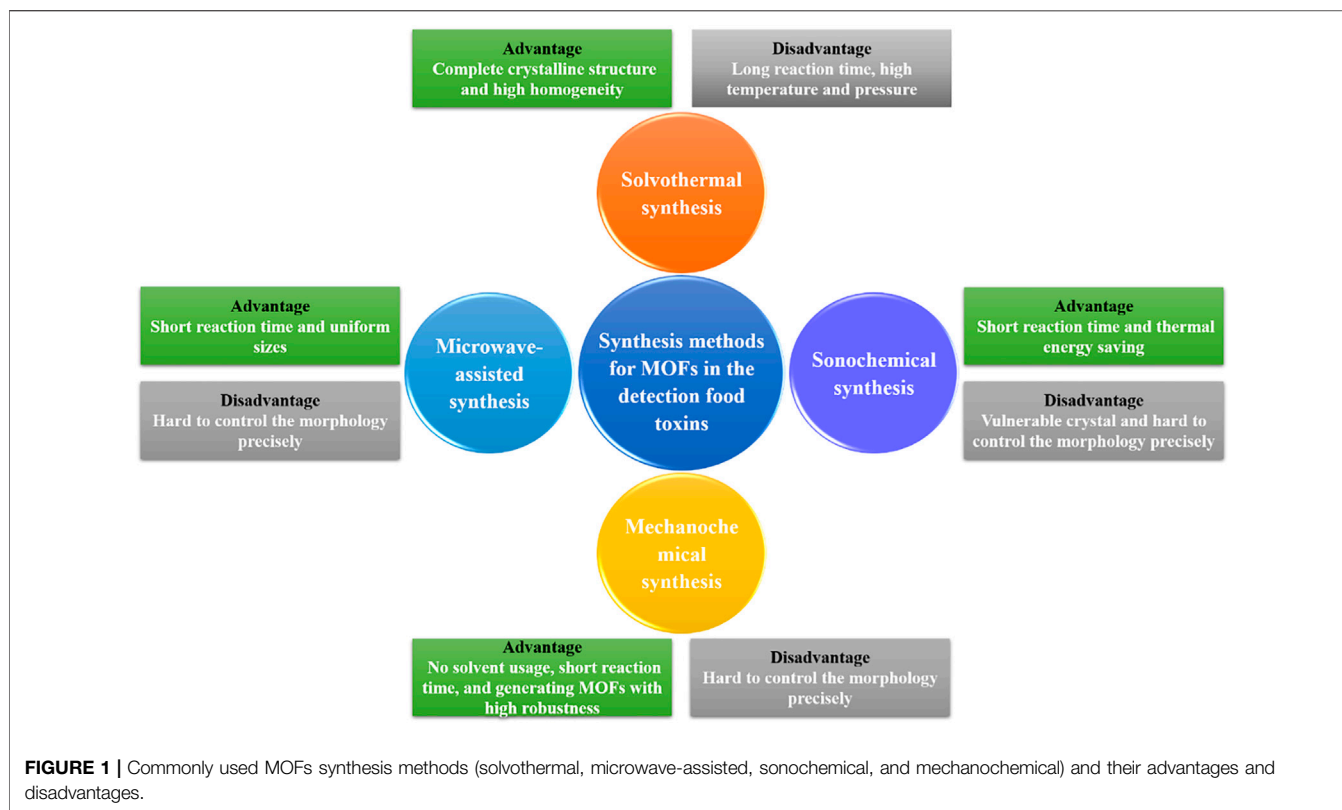 Advantage
Complete crystalline structure
and high homogeneity
Disadvantage
Long reaction time, high
temperature and pressure
Solvothermal
synthesis
Advantage
Short reaction time and uniform
sizes
Disadvantage
Hard to control the morphology
precisely
Microwave-
assisted
synthesis
Synthesis methods
for MOFs in the
detection food
toxins
Sonochemical
synthesis
Advantage
Short reaction time and thermal
energy saving
Disadvantage
Vulnerable crystal and hard to
control the morphology precisely
Mechanoche
mical
synthesis
Advantage
No solvent usage, short reaction
time, and generating MOFs with
high robustness
Disadvantage
Hard to control the morphology
precisely
FIGURE 1 | Commonly used MOFs synthesis methods (solvothermal, microwave-assisted, sonochemical, and mechanochemical) and their advantages and
disadvantages.